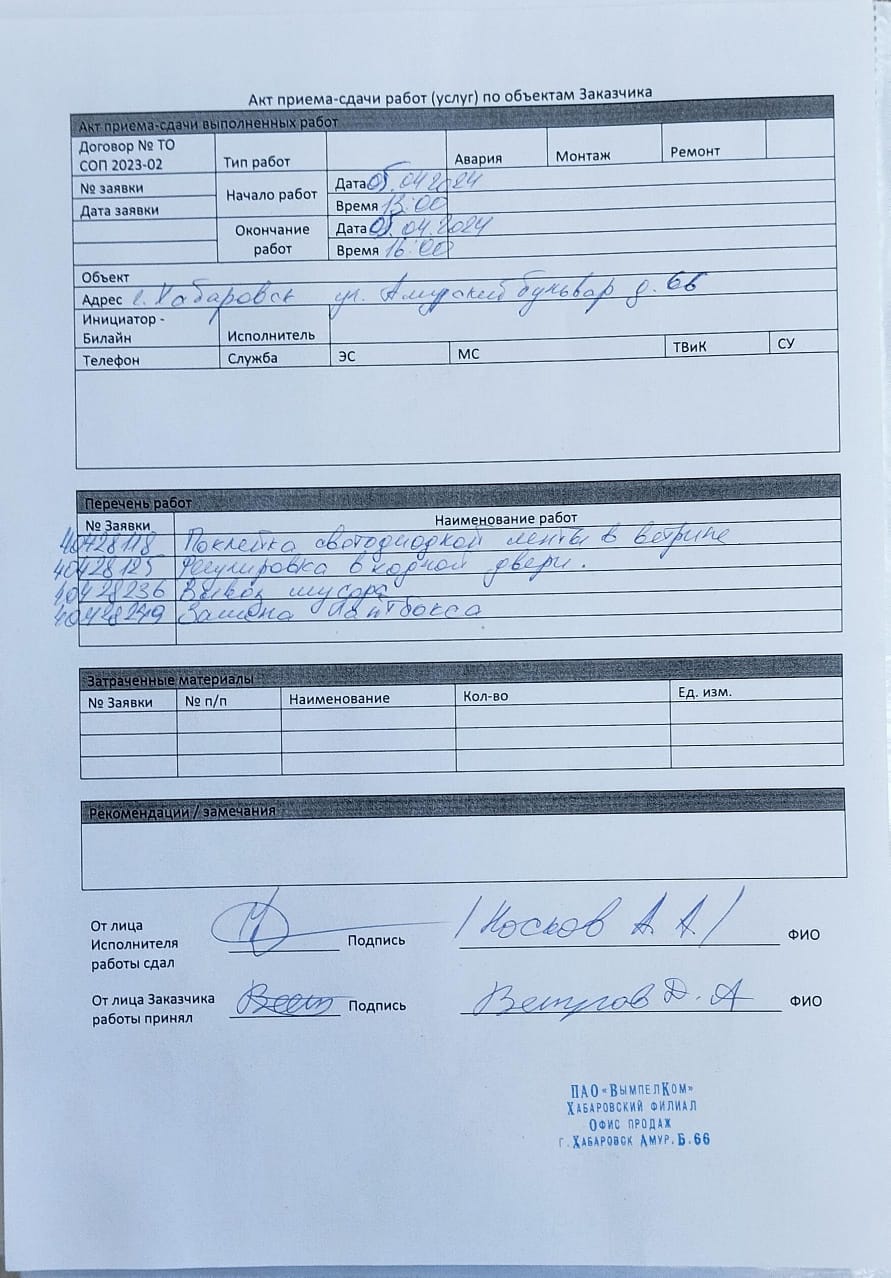 Акт приема-сдачи работ (услуг) по объектам Заказчика
Акт приема-сдачи выполненных работ
Договор № ТО СОП 2023-02 Тип работ Авария Монтаж Ремонт
№ заявки Начало работ Дата 05.04.2024
Дата заявки Время 13:00
Окончание работ Дата 05.04.2024
Время 16:00
Объект
Адрес г. Хабаровск ул. Амурский бульвар д. 66
Инициатор - Билайн Исполнитель
Телефон Служба ЭС МС ТВиК СУ
Перечень работ
№ Заявки Наименование работ
40428118 Поклейка светодиодной ленты в ветрине
40428125 Регулировка входной двери.
40428236 Вывоз мусора
40428249 Замена Лайтбокса
Затраченные материалы
№ Заявки № п/п Наименование Кол-во Ед. изм.
Рекомендации / замечания
От лица
Исполнителя Подпись /Носков А А/ ФИО
работы сдал
От лица Заказчика Подпись Д. А ФИО
работы принял
ПАО «ВымпелКом»
Хабаровский филиал
Офис продаж
г. Хабаровск Амур. Б. 66